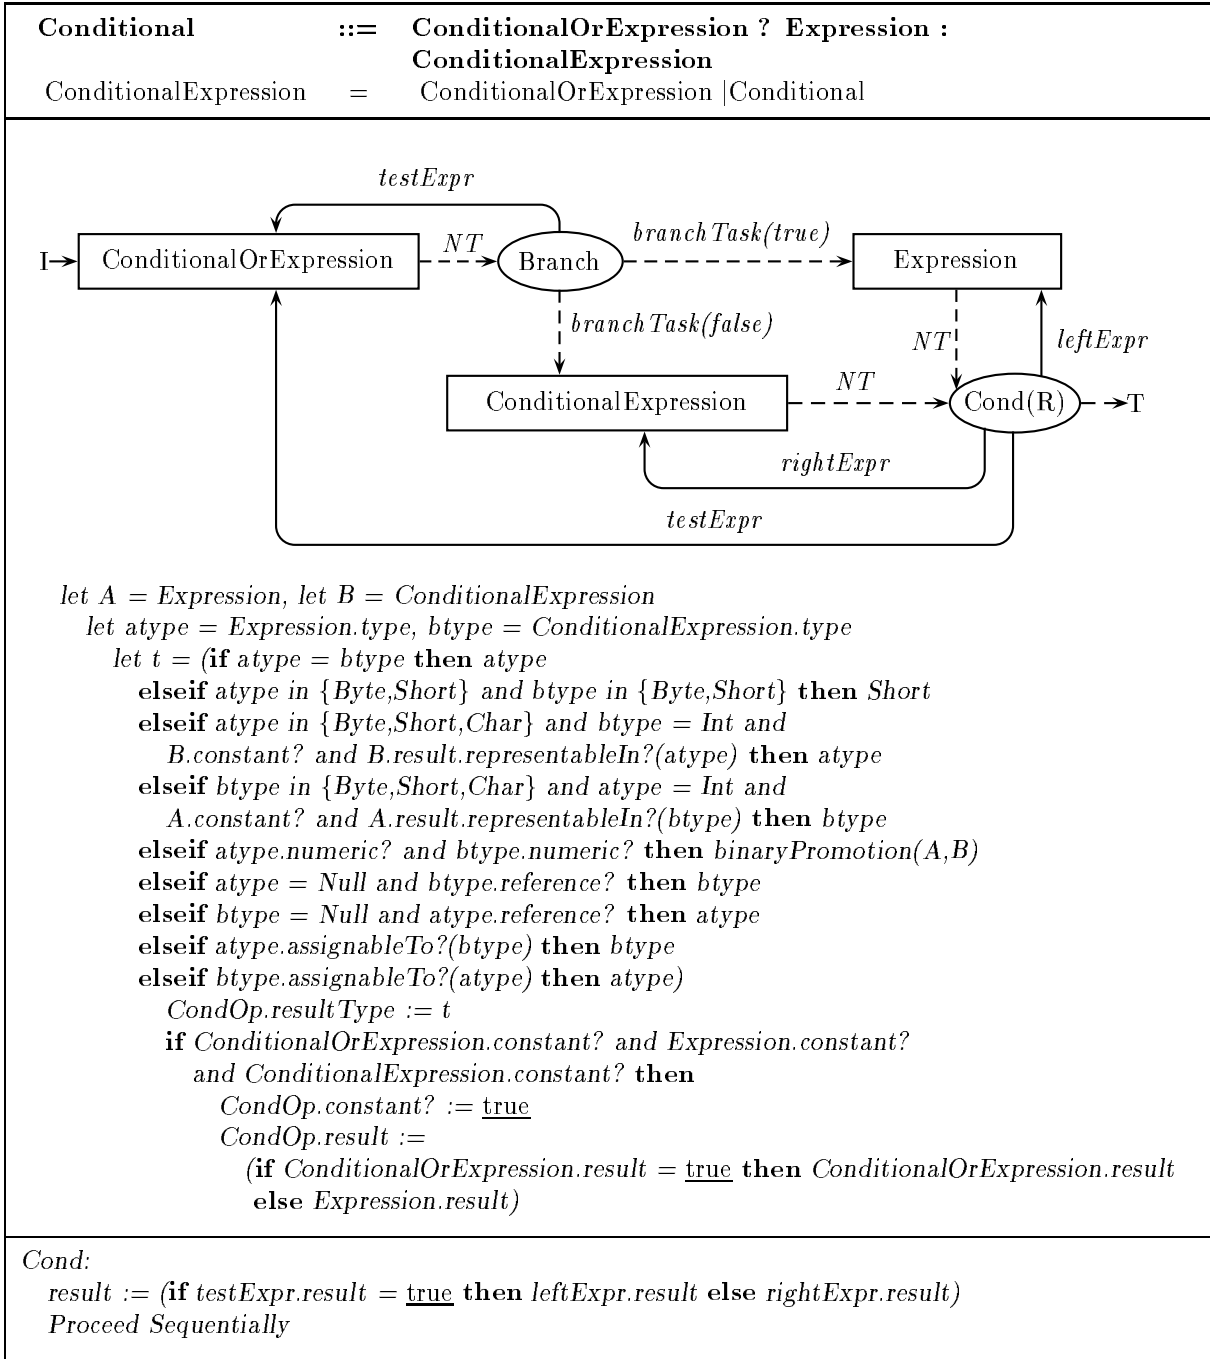 Conditional ::= ConditionalOrExpression ? Expression :
ConditionalExpression
ConditionalExpression = ConditionalOrExpression |Conditional
testExpr
I ConditionalOrExpression NT Branch branchTask(true) Expression
branchTask(false)
NT leftExpr
ConditionalExpression NT Cond(R) T
rightExpr
testExpr
let A = Expression, let B = ConditionalExpression
let atype = Expression.type, btype = ConditionalExpression.type
let t = (if atype = btype then atype
elseif atype in {Byte,Short} and btype in {Byte,Short} then Short
elseif atype in {Byte,Short,Char} and btype = Int and
B.constant? and B.result.representableIn?(atype) then atype
elseif btype in {Byte,Short,Char} and atype = Int and
A.constant? and A.result.representableIn?(btype) then btype
elseif atype.numeric? and btype.numeric? then binaryPromotion(A,B)
elseif atype = Null and btype.reference? then btype
elseif btype = Null and atype.reference? then atype
elseif atype.assignableTo?(btype) then btype
elseif btype.assignableTo?(atype) then atype)
CondOp.resultType := t
if ConditionalOrExpression.constant? and Expression.constant?
and ConditionalExpression.constant? then
CondOp.constant? := true
CondOp.result :=
(if ConditionalOrExpression.result = true then ConditionalOrExpression.result
else Expression.result)
Cond:
result := (if testExpr.result = true then leftExpr.result else rightExpr.result)
Proceed Sequentially